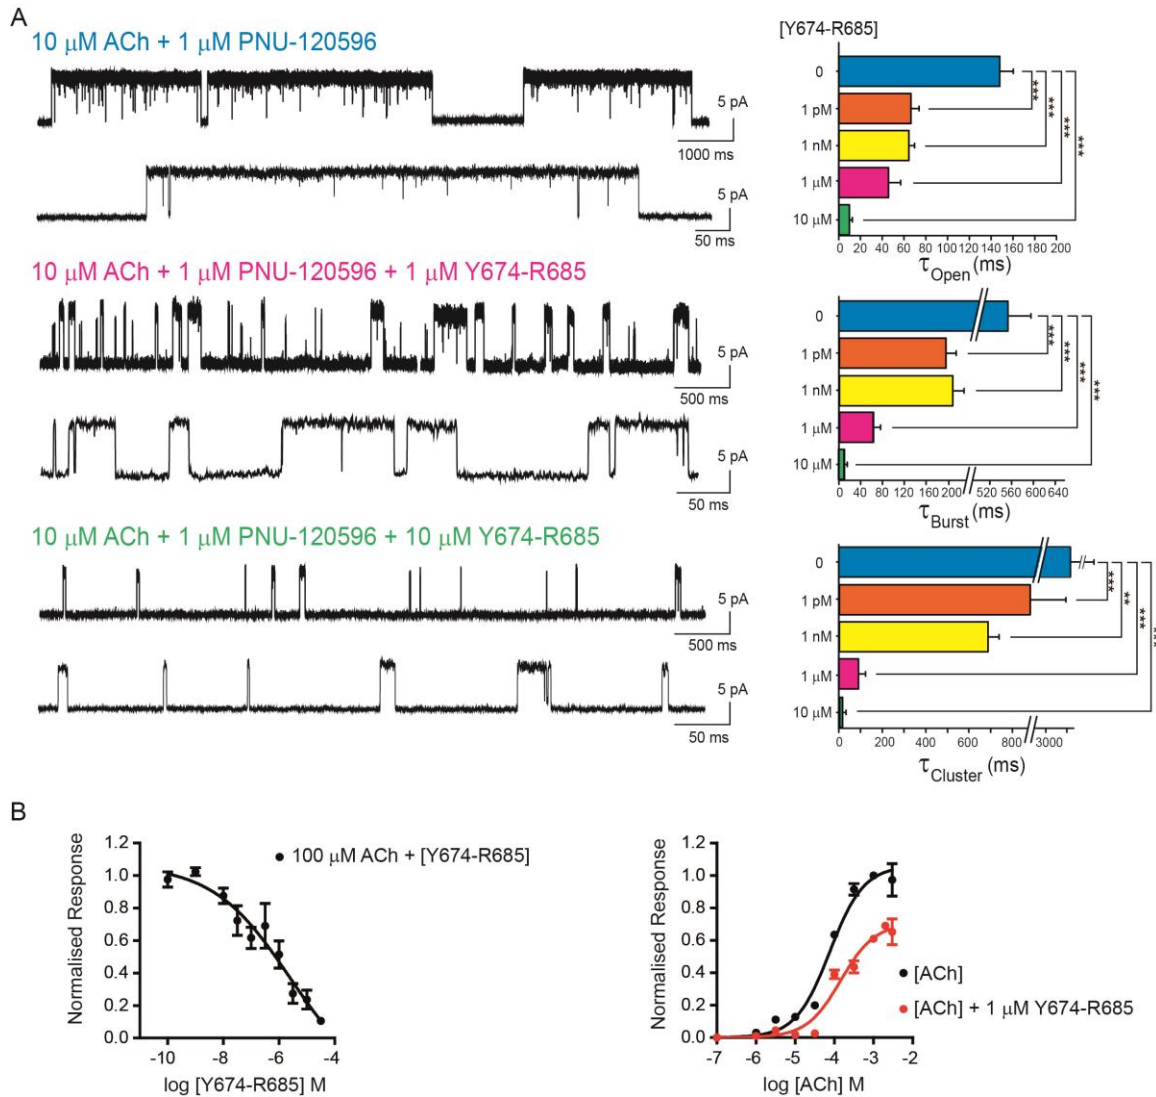 A
10 μM ACh + 1 μM PNU-120596
5 pA
1000 ms
5 pA
50 ms
10 μM ACh + 1 μM PNU-120596 + 1 μM Y674-R685
5 pA
500 ms
5 pA
50 ms
10 μM ACh + 1 μM PNU-120596 + 10 μM Y674-R685
5 pA
500 ms
5 pA
50 ms
[Y674-R685]
0
1 pM
1 nM
1 μM
10 μM
*** *** *** ***
0 20 40 60 80 100 120 140 160 180 200
τOpen (ms)
0
1 pM
1 nM
1 μM
10 μM
*** *** *** ***
0 40 80 120 160 200 520 560 600 640
τBurst (ms)
0
1 pM
1 nM
1 μM
10 μM
*** ** *** ***
0 200 400 600 800 3000
τCluster (ms)
B
Normalised Response
1.2
1.0
0.8
0.6
0.4
0.2
0.0
100 μM ACh + [Y674-R685]
-10 -8 -6 -4
log [Y674-R685] M
Normalised Response
1.2
1.0
0.8
0.6
0.4
0.2
0.0
[ACh]
[ACh] + 1 μM Y674-R685
-7 -6 -5 -4 -3 -2
log [ACh] M